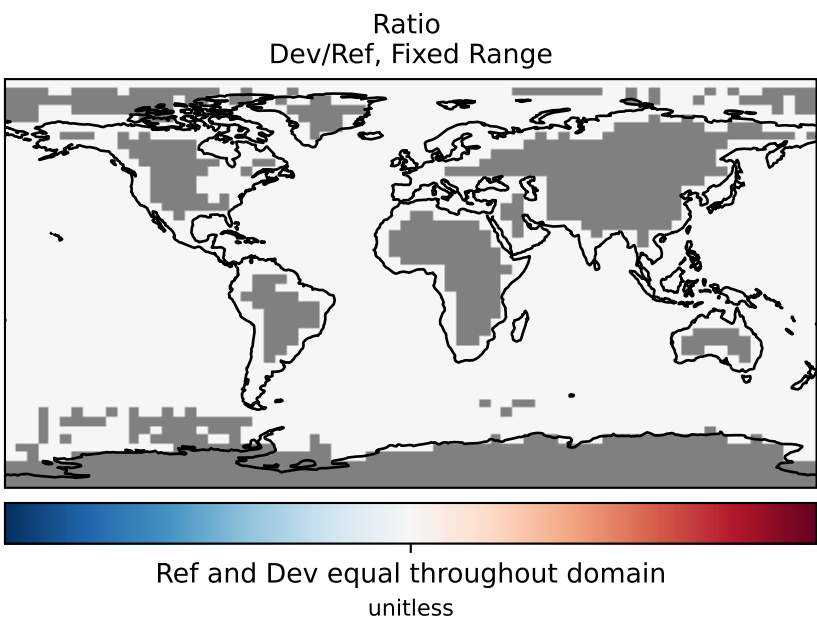 Ratio
Dev/Ref, Fixed Range
Ref and Dev equal throughout domain
unitless